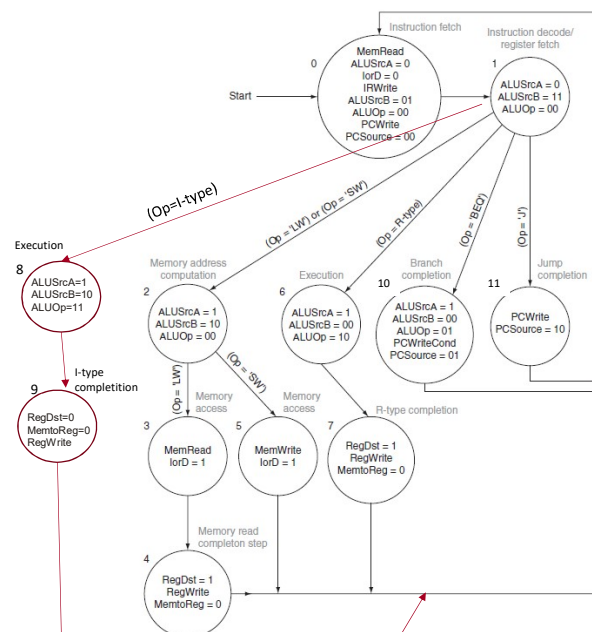 Instruction fetch
0
MemRead
ALUSrcA = 0
IorD = 0
IRWrite
ALUSrcB = 01
ALUOp = 00
PCWrite
PCSource = 00
Start
Instruction decode/
register fetch
1
ALUSrcA = 0
ALUSrcB = 11
ALUOp = 00
(Op=I-type)
(Op = 'LW') or (Op = 'SW')
(Op = R-type)
(Op = 'BEQ')
(Op = 'J')
Execution
8
ALUSrcA=1
ALUSrcB=10
ALUOp=11
Memory address
computation
2
ALUSrcA = 1
ALUSrcB = 10
ALUOp = 00
Execution
6
ALUSrcA = 1
ALUSrcB = 00
ALUOp = 10
Branch
completion
10
ALUSrcA = 1
ALUSrcB = 00
ALUOp = 01
PCWriteCond
PCSource = 01
Jump
completion
11
PCWrite
PCSource = 10
I-type
completition
9
RegDst=0
MemtoReg=0
RegWrite
(Op = 'LW')
(Op = 'SW')
Memory
access
3
MemRead
IorD = 1
Memory
access
5
MemWrite
IorD = 1
R-type completion
7
RegDst = 1
RegWrite
MemtoReg = 0
Memory read
completon step
4
RegDst = 1
RegWrite
MemtoReg = 0